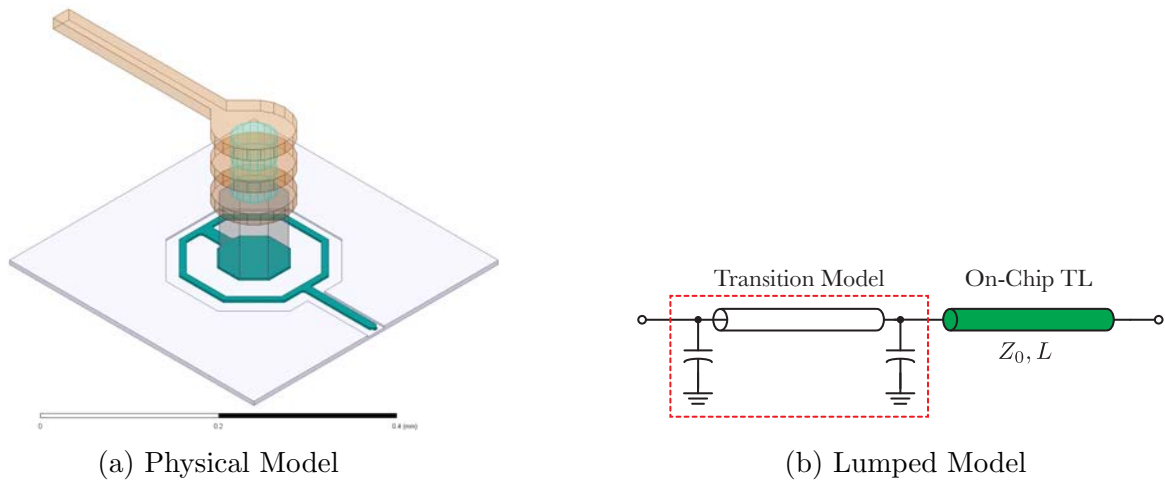 Transition Model
On-Chip TL
Z₀, L
0
0.2
0.4 (mm)
(a) Physical Model
(b) Lumped Model